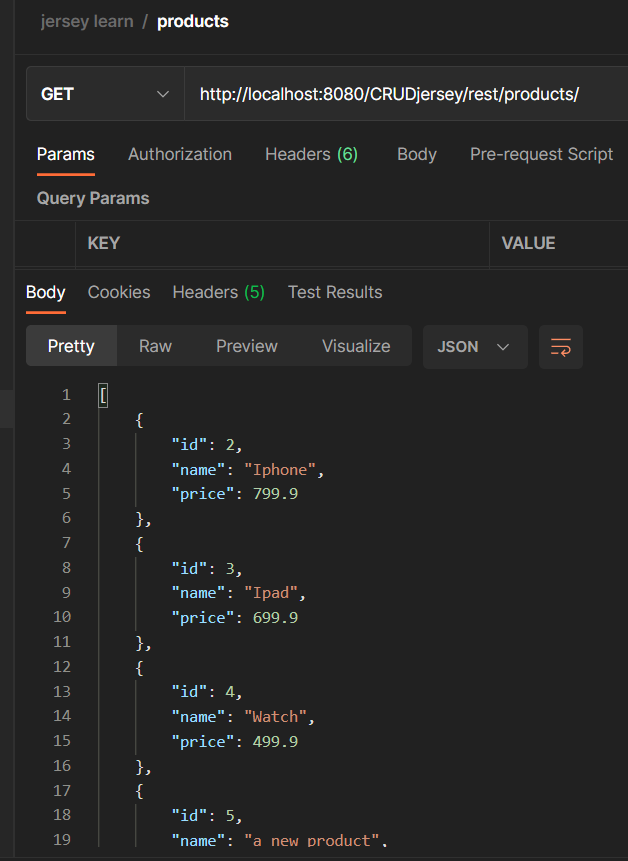 jersey learn / products
GET http://localhost:8080/CRUDjersey/rest/products/
Params Authorization Headers (6) Body Pre-request Script
Query Params
KEY VALUE
Body Cookies Headers (5) Test Results
Pretty Raw Preview Visualize JSON
1 [
2 {
3 "id": 2,
4 "name": "Iphone",
5 "price": 799.9
6 },
7 {
8 "id": 3,
9 "name": "Ipad",
10 "price": 699.9
11 },
12 {
13 "id": 4,
14 "name": "Watch",
15 "price": 499.9
16 },
17 {
18 "id": 5,
19 "name": "a new product",